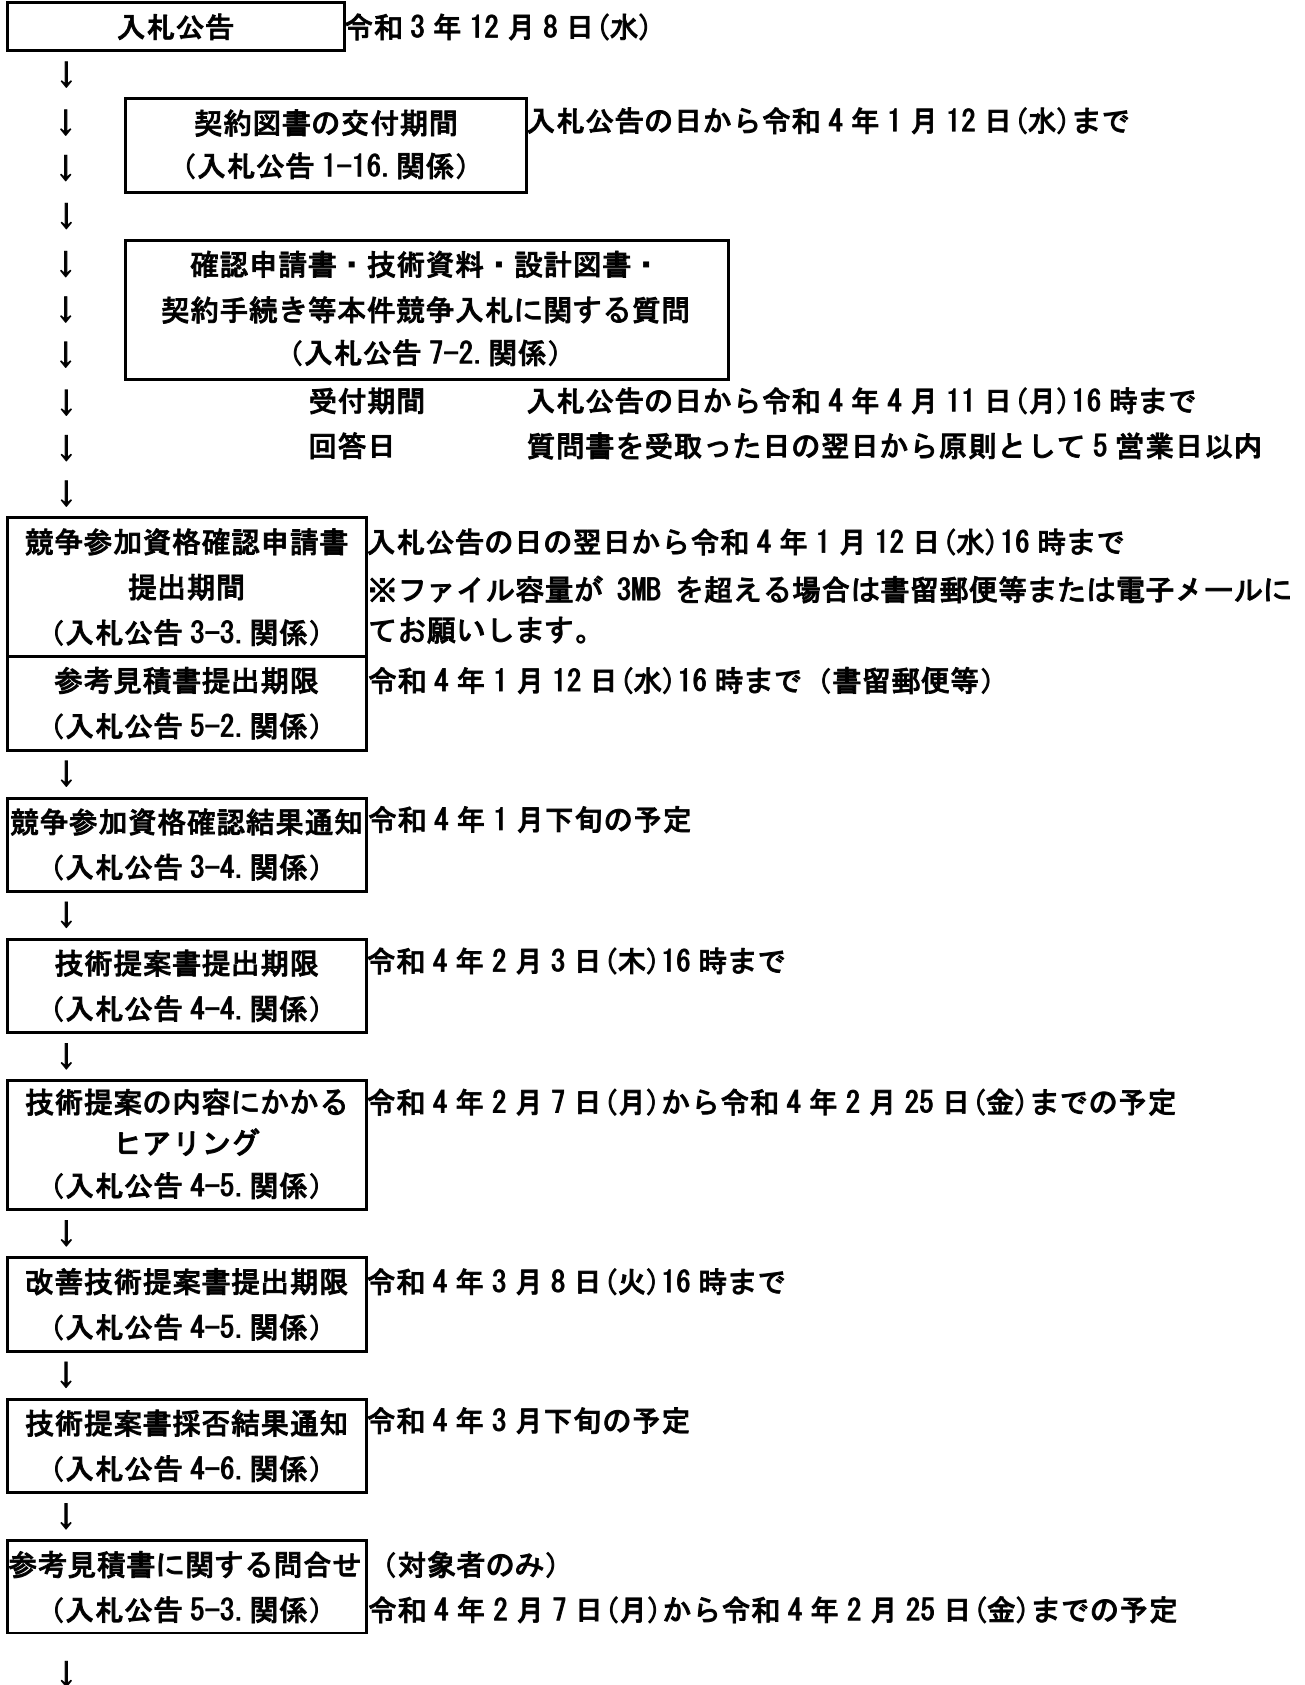 入札公告 令和3年12月8日(水)
↓
↓ 契約図書の交付期間 入札公告の日から令和4年1月12日(水)まで
↓ (入札公告1-16.関係)
↓
↓ 確認申請書・技術資料・設計図書・
↓ 契約手続き等本件競争入札に関する質問
↓ (入札公告7-2.関係)
↓ 受付期間 入札公告の日から令和4年4月11日(月)16時まで
↓ 回答日 質問書を受取った日の翌日から原則として5営業日以内
↓
競争参加資格確認申請書 入札公告の日の翌日から令和4年1月12日(水)16時まで
提出期間 ※ファイル容量が 3MB を超える場合は書留郵便等または電子メールに
(入札公告3-3.関係) てお願いします。
参考見積書提出期限 令和4年1月12日(水)16時まで(書留郵便等)
(入札公告5-2.関係)
↓
競争参加資格確認結果通知 令和4年1月下旬の予定
(入札公告3-4.関係)
↓
技術提案書提出期限 令和4年2月3日(木)16時まで
(入札公告4-4.関係)
↓
技術提案の内容にかかる 令和4年2月7日(月)から令和4年2月25日(金)までの予定
ヒアリング
(入札公告4-5.関係)
↓
改善技術提案書提出期限 令和4年3月8日(火)16時まで
(入札公告4-5.関係)
↓
技術提案書採否結果通知 令和4年3月下旬の予定
(入札公告4-6.関係)
↓
参考見積書に関する問合せ (対象者のみ)
(入札公告5-3.関係) 令和4年2月7日(月)から令和4年2月25日(金)までの予定
↓